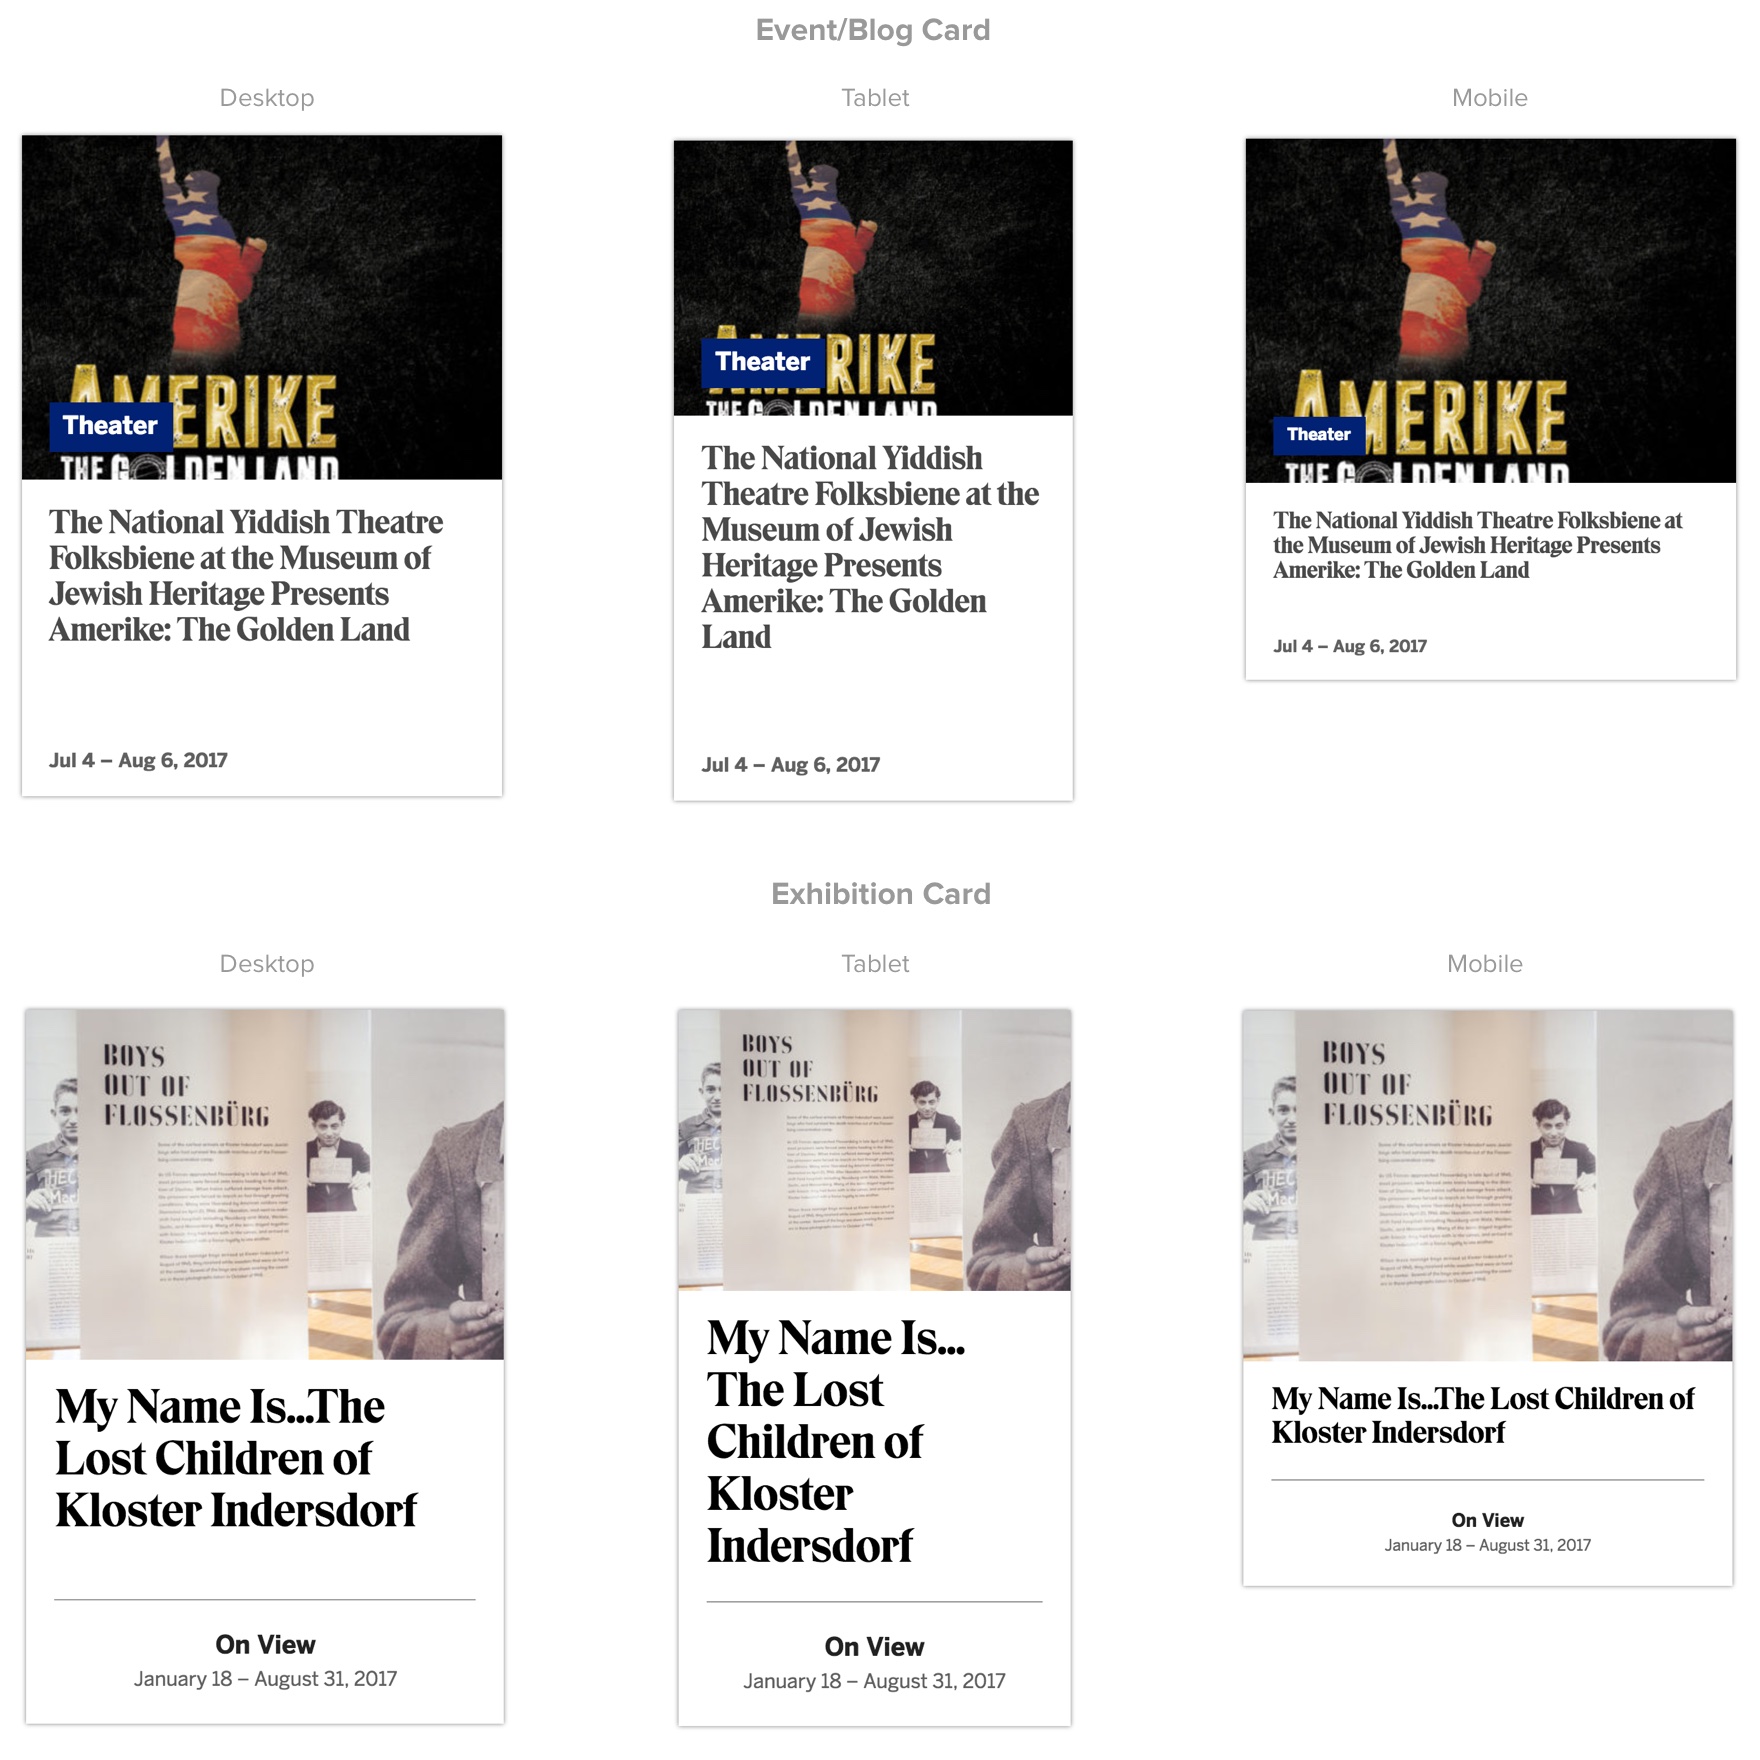 Event/Blog Card
Desktop
Tablet
Mobile
AMERIKE
Theater
THE GOLDEN LAND
The National Yiddish Theatre
Folksbiene at the Museum of
Jewish Heritage Presents
Amerike: The Golden Land
Jul 4 – Aug 6, 2017
RIKE
Theater
THE GOLDEN LAND
The National Yiddish
Theatre Folksbiene at the
Museum of Jewish
Heritage Presents
Amerike: The Golden
Land
Jul 4 – Aug 6, 2017
AMERIKE
Theater
THE GOLDEN LAND
The National Yiddish Theatre Folksbiene at
the Museum of Jewish Heritage Presents
Amerike: The Golden Land
Jul 4 – Aug 6, 2017
Exhibition Card
Desktop
Tablet
Mobile
BOYS
OUT OF
FLOSSENBÜRG
My Name Is...The
Lost Children of
Kloster Indersdorf
On View
January 18 – August 31, 2017
BOYS
OUT OF
FLOSSENBÜRG
My Name Is...
The Lost
Children of
Kloster
Indersdorf
On View
January 18 – August 31, 2017
BOYS
OUT OF
FLOSSENBÜRG
My Name Is...The Lost Children of
Kloster Indersdorf
On View
January 18 – August 31, 2017